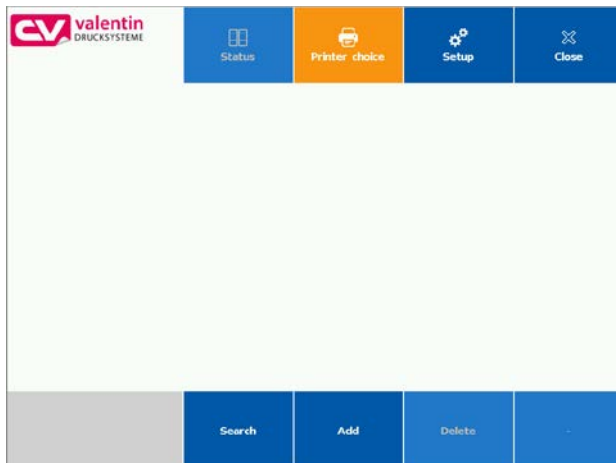 CV valentin
DRUCKSYSTEME
Status
Printer choice
Setup
Close
Search
Add
Delete
-